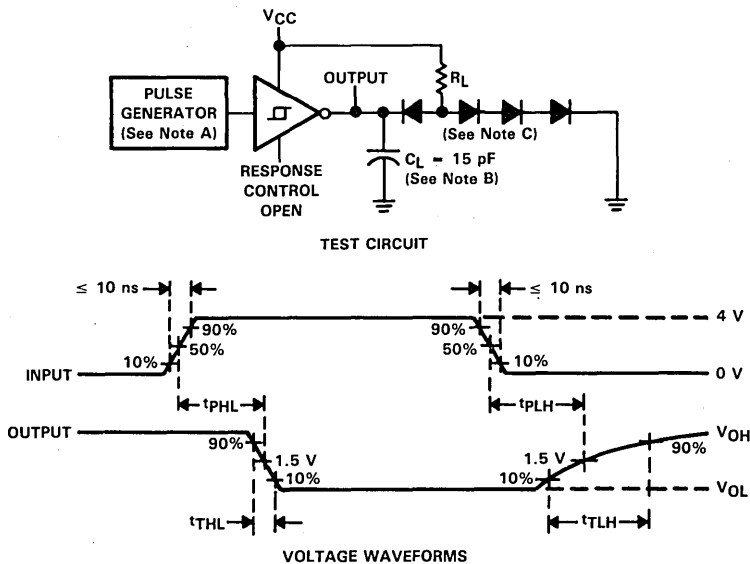 VCC
OUTPUT
RL
PULSE
GENERATOR
(See Note A)
(See Note C)
CL = 15 pF
(See Note B)
RESPONSE
CONTROL
OPEN
TEST CIRCUIT
≤ 10 ns
≤ 10 ns
4 V
90%
90%
50%
50%
10%
10%
INPUT
0 V
tPHL
tPLH
OUTPUT
VOH
90%
90%
1.5 V
1.5 V
10%
10%
VOL
tTHL
tTLH
VOLTAGE WAVEFORMS